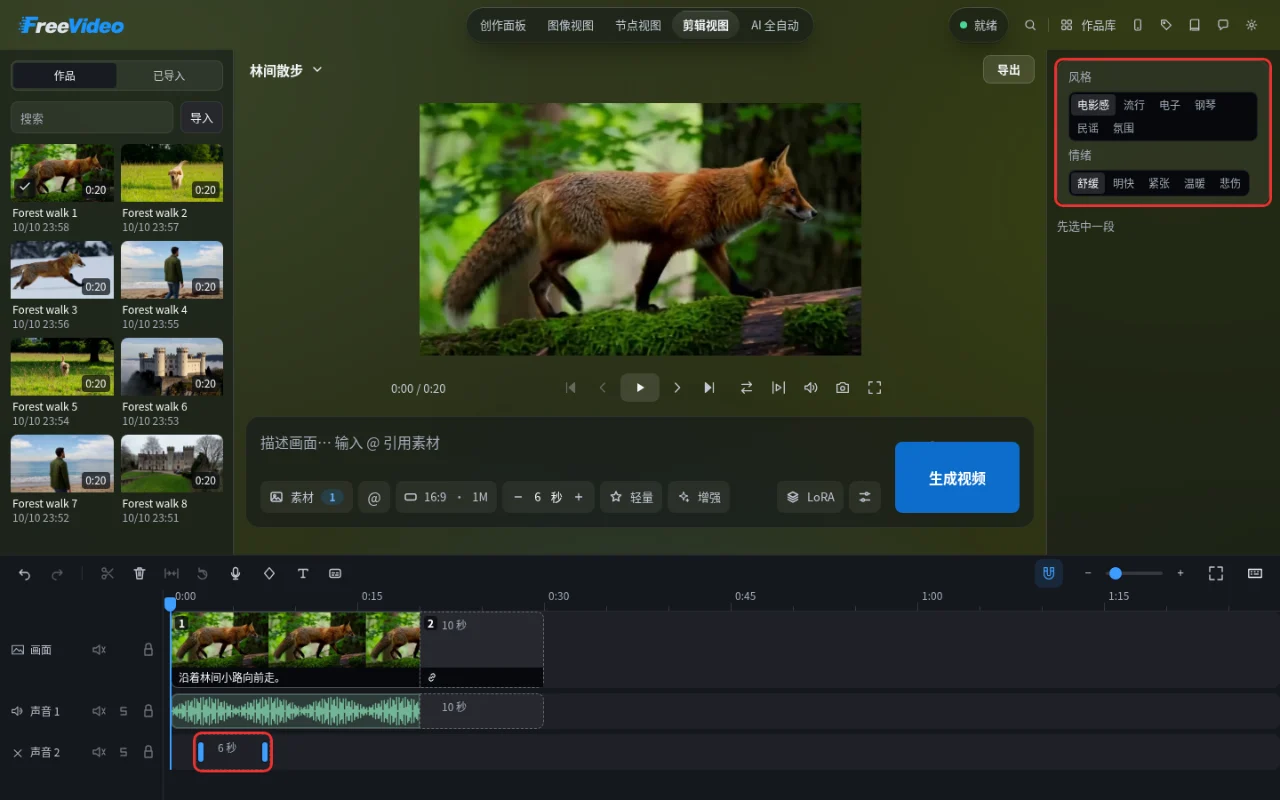 FreeVideo
创作面板 图像视图 节点视图 剪辑视图 AI 全自动
就绪
作品库
作品 已导入
搜索 导入
0:20 0:20
Forest walk 1 Forest walk 2
10/10 23:58 10/10 23:57
0:20 0:20
Forest walk 3 Forest walk 4
10/10 23:56 10/10 23:55
0:20 0:20
Forest walk 5 Forest walk 6
10/10 23:54 10/10 23:53
0:20 0:20
Forest walk 7 Forest walk 8
10/10 23:52 10/10 23:51
林间散步
导出
0:00 / 0:20
描述画面… 输入 @ 引用素材
素材 1 @ 16:9 · 1M − 6 秒 + 轻量 增强 LoRA
生成视频
风格
电影感 流行 电子 钢琴
民谣 氛围
情绪
舒缓 明快 紧张 温暖 悲伤
先选中一段
0:00 0:15 0:30 0:45 1:00 1:15
画面
1 2 10 秒
沿着林间小路向前走。
声音 1 S
10 秒
声音 2 S
6 秒